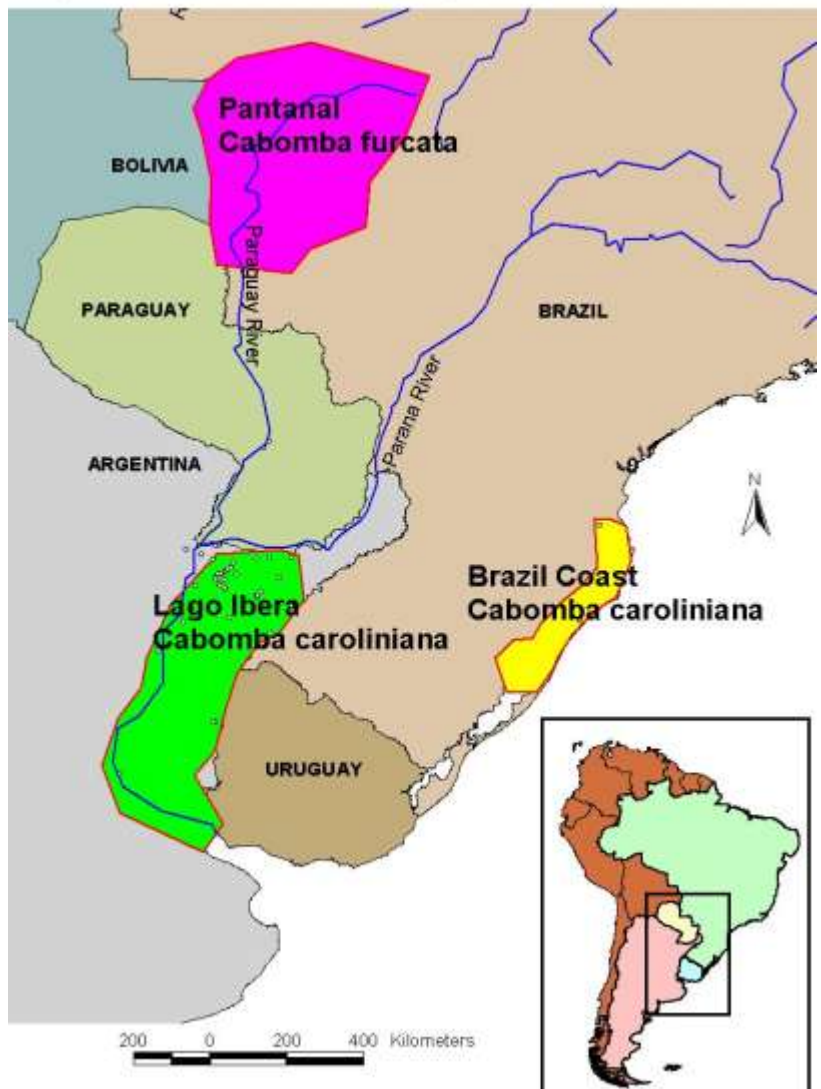 Pantanal
Cabomba furcata
BOLIVIA
Paraguay River
PARAGUAY
BRAZIL
Parana River
ARGENTINA
N
Brazil Coast
Cabomba caroliniana
Lago Ibera
Cabomba caroliniana
URUGUAY
200 0 200 400 Kilometers